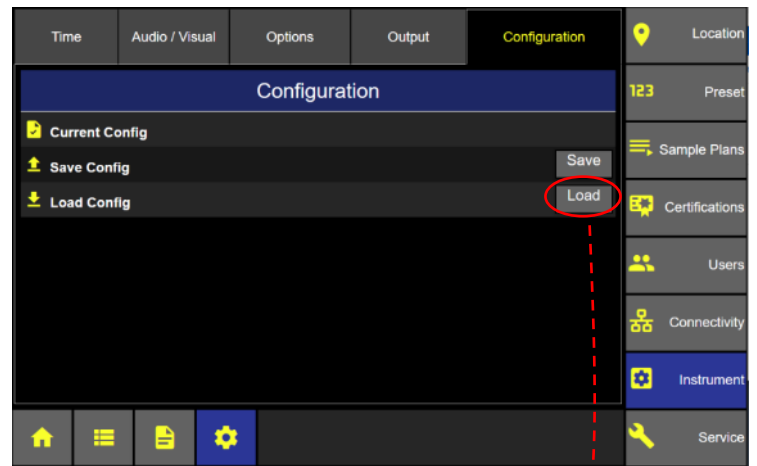 Time Audio / Visual Options Output Configuration
Configuration
Current Config
Save Config Save
Load Config Load
Location
123 Preset
Sample Plans
Certifications
Users
Connectivity
Instrument
Service